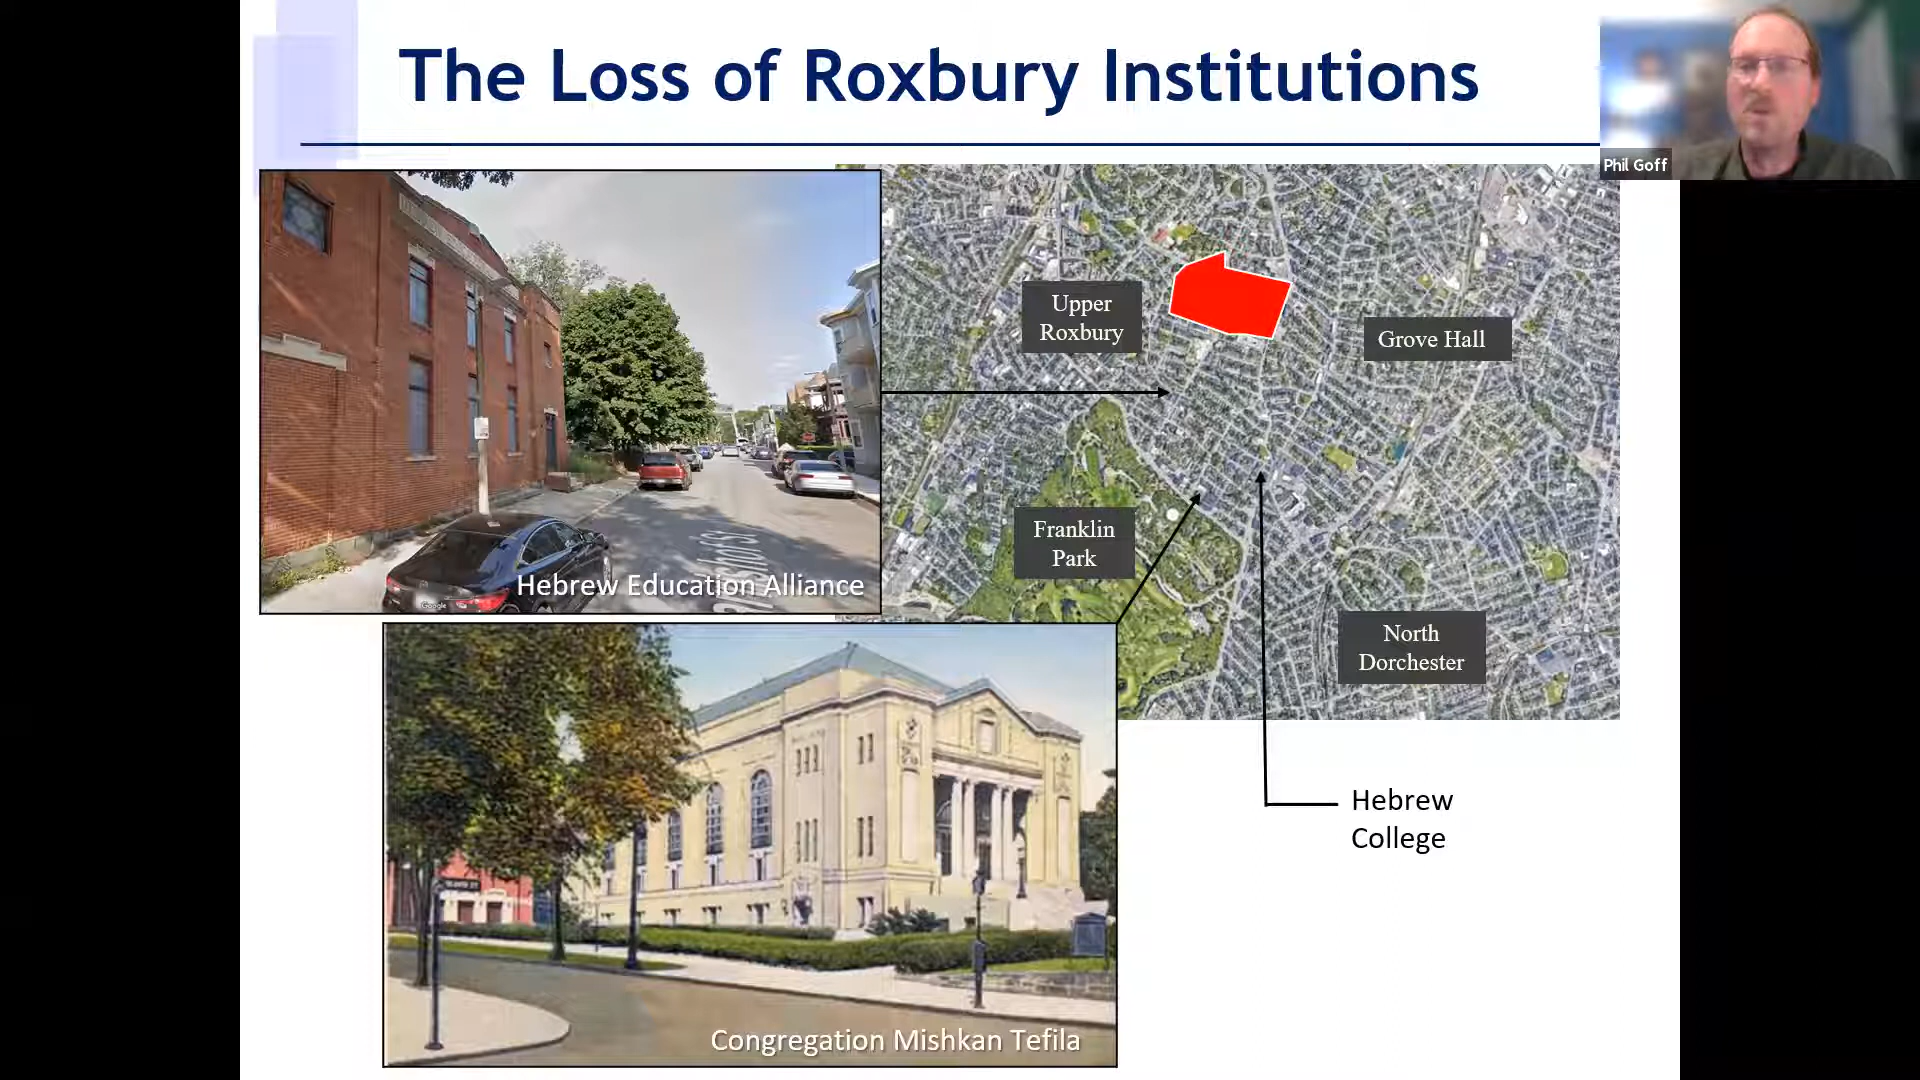 The Loss of Roxbury Institutions
Phil Goff
Upper
Roxbury
Grove Hall
Franklin
Park
North
Dorchester
Google
Hebrew Education Alliance
Hebrew
College
Congregation Mishkan Tefila